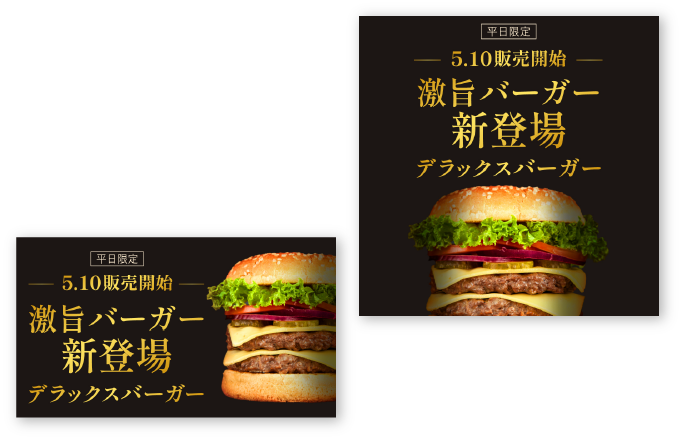 平日限定
5.10販売開始
激旨バーガー
新登場
デラックスバーガー
平日限定
5.10販売開始
激旨バーガー
新登場
デラックスバーガー